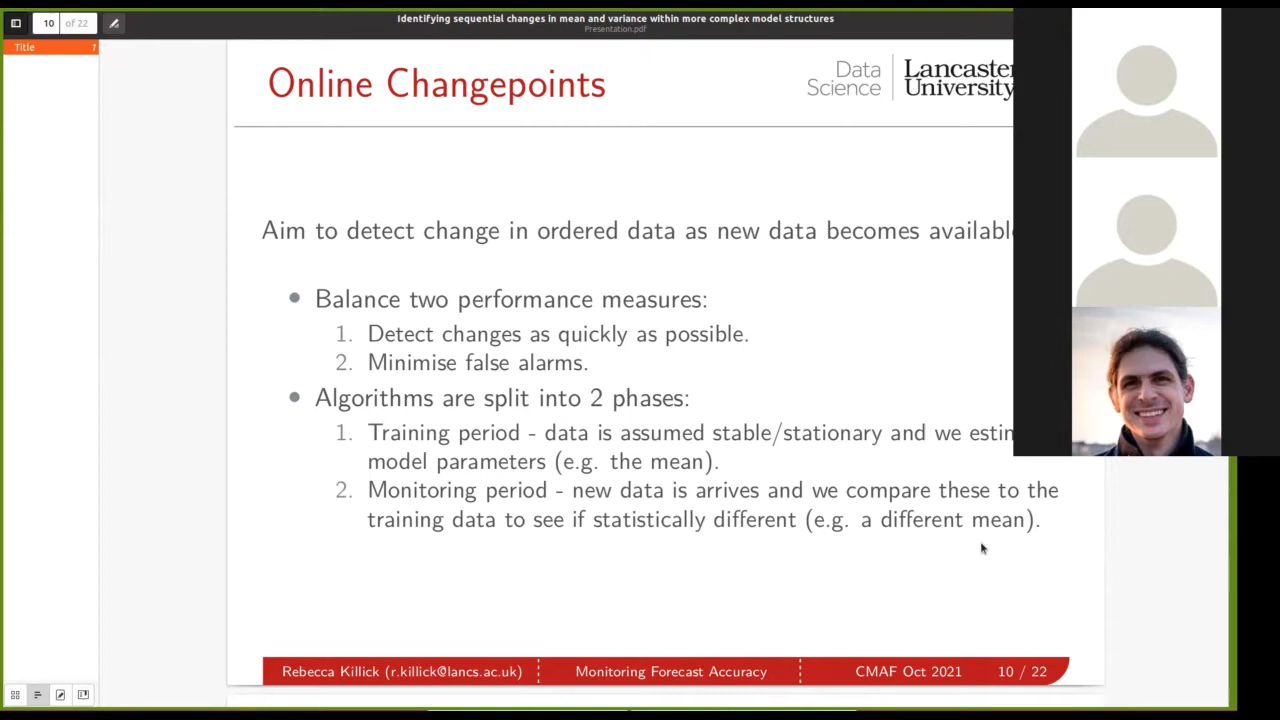 Identifying sequential changes in mean and variance within more complex model structures
Presentation.pdf
10 of 22
Title 1
Online Changepoints
Data Science
Lancaster University
Aim to detect change in ordered data as new data becomes
Balance two performance measures:
1. Detect changes as quickly as possible.
2. Minimise false alarms.
Algorithms are split into 2 phases:
1. Training period - data is assumed stable/stationary and we
model parameters (e.g. the mean).
2. Monitoring period - new data is arrives and we compare these to the
training data to see if statistically different (e.g. a different mean).
Rebecca Killick (r.killick@lancs.ac.uk) Monitoring Forecast Accuracy CMAF Oct 2021 10 / 22